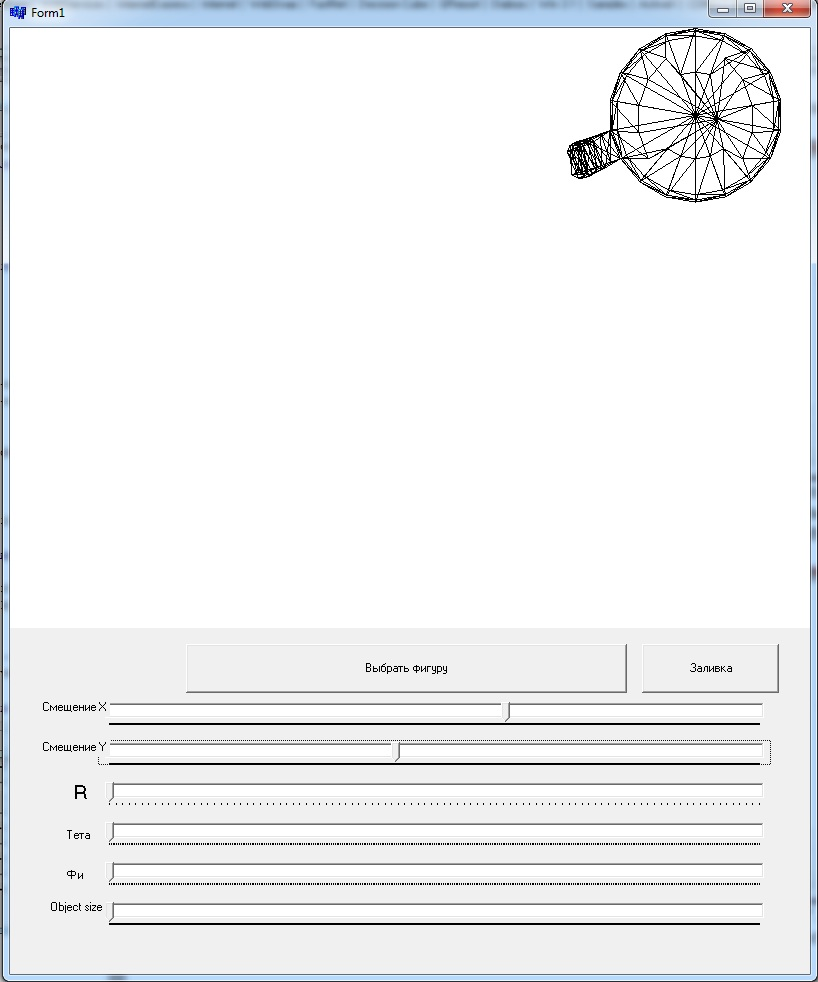 Form1
Выбрать фигуру
Заливка
Смещение X
Смещение Y
R
Тета
Фи
Object size